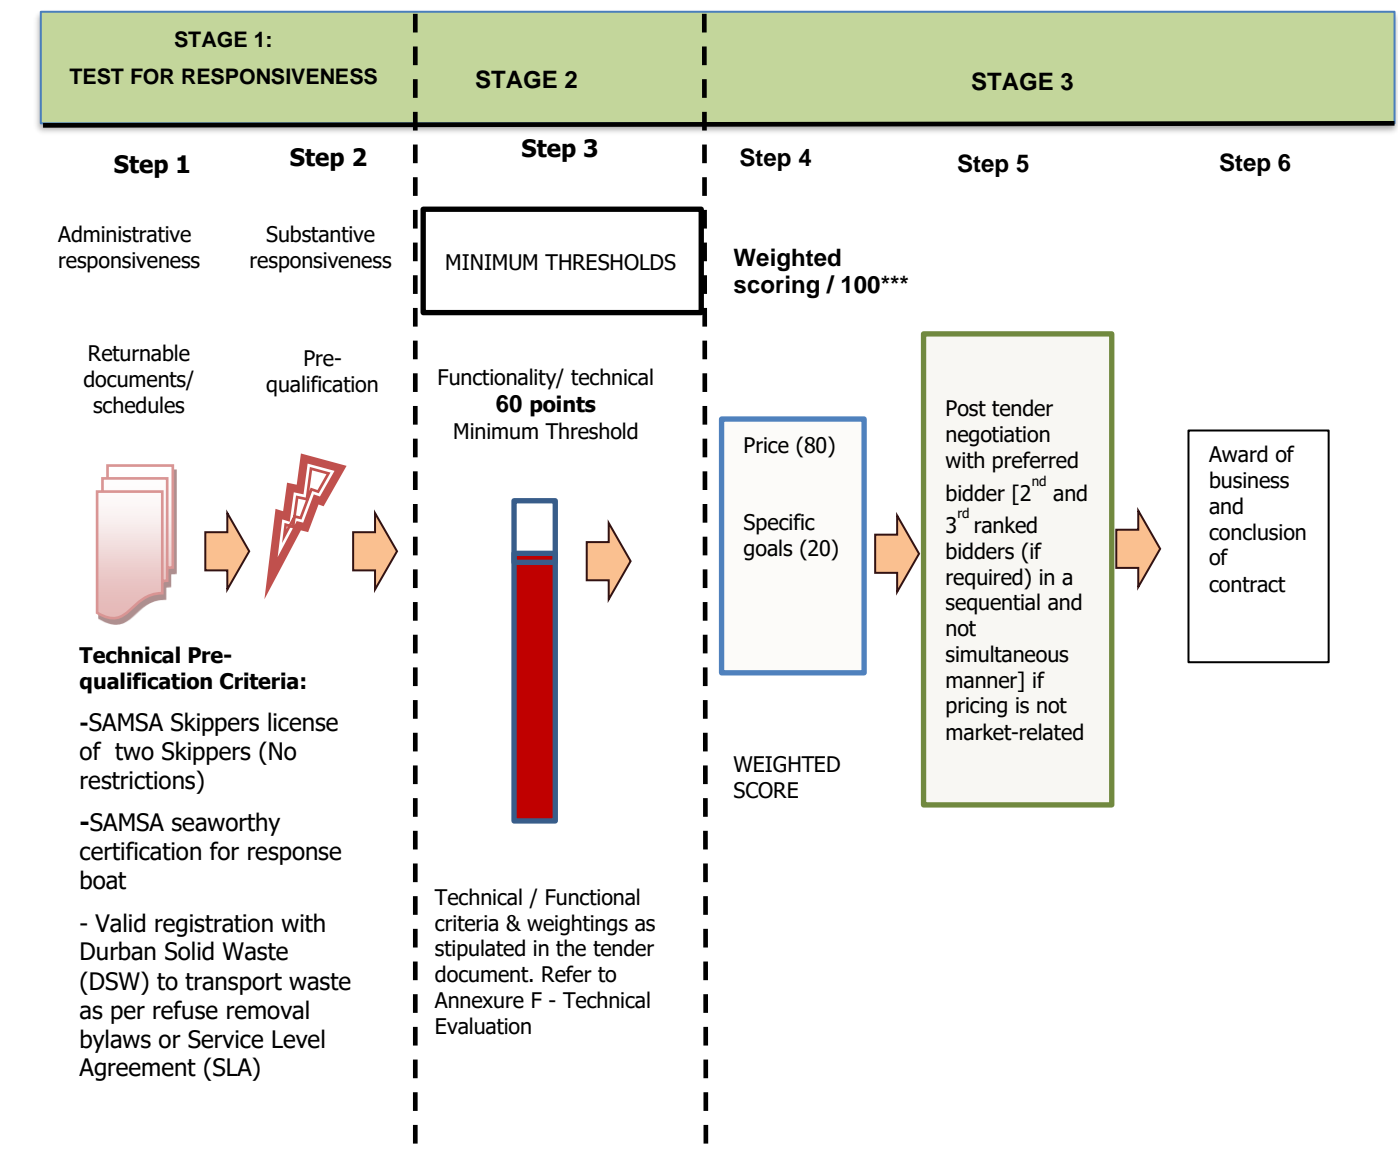 STAGE 1:
TEST FOR RESPONSIVENESS
STAGE 2
STAGE 3
Step 1
Step 2
Step 3
Step 4
Step 5
Step 6
Administrative
responsiveness
Substantive
responsiveness
MINIMUM THRESHOLDS
Weighted
scoring / 100***
Returnable
documents/
schedules
Pre-
qualification
Functionality/ technical
60 points
Minimum Threshold
Price (80)
Specific
goals (20)
Post tender
negotiation
with preferred
bidder [2nd and
3rd ranked
bidders (if
required) in a
sequential and
not
simultaneous
manner] if
pricing is not
market-related
Award of
business
and
conclusion
of
contract
Technical Pre-
qualification Criteria:
-SAMSA Skippers license
of two Skippers (No
restrictions)
-SAMSA seaworthy
certification for response
boat
- Valid registration with
Durban Solid Waste
(DSW) to transport waste
as per refuse removal
bylaws or Service Level
Agreement (SLA)
Technical / Functional
criteria & weightings as
stipulated in the tender
document. Refer to
Annexure F - Technical
Evaluation
WEIGHTED
SCORE